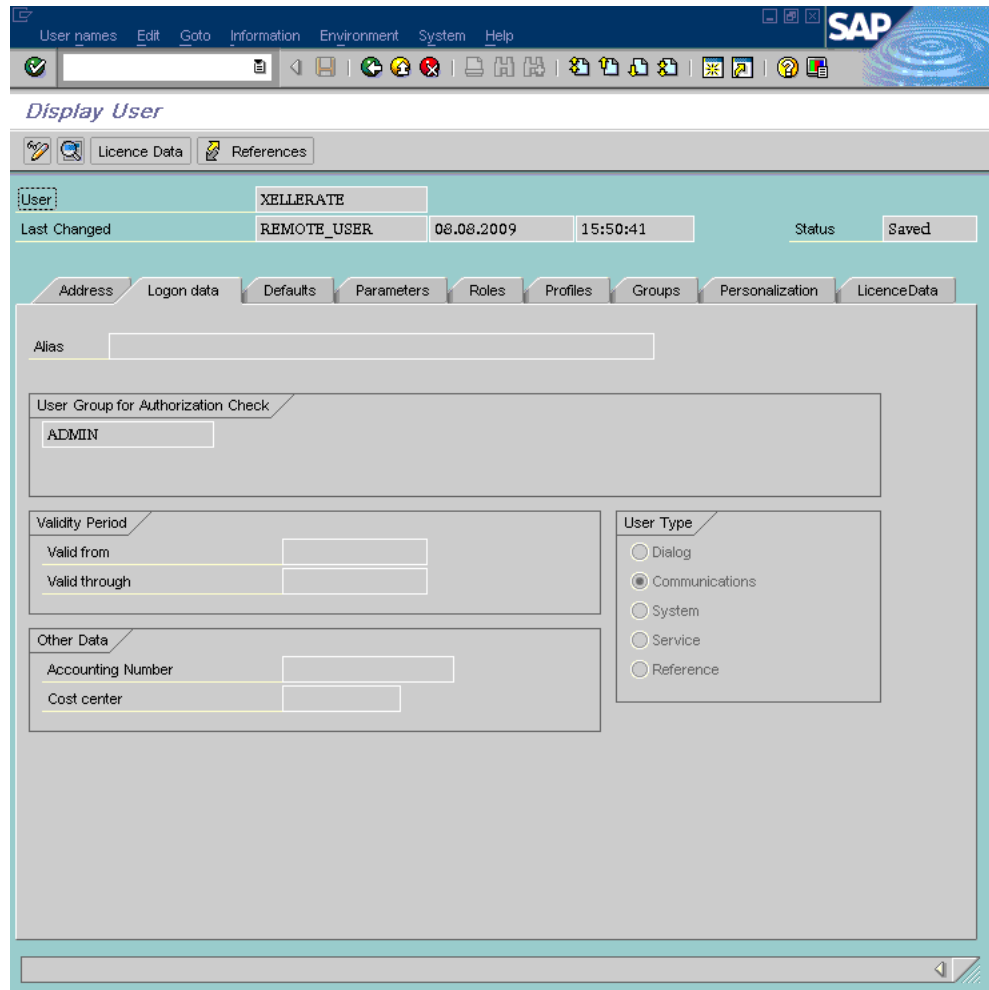 User names Edit Goto Information Environment System Help
SAP
Display User
Licence Data References
User XELLERATE
Last Changed REMOTE_USER 08.08.2009 15:50:41 Status Saved
Address Logon data Defaults Parameters Roles Profiles Groups Personalization LicenceData
Alias
User Group for Authorization Check
ADMIN
Validity Period
Valid from
Valid through
User Type
Dialog
Communications
System
Service
Reference
Other Data
Accounting Number
Cost center